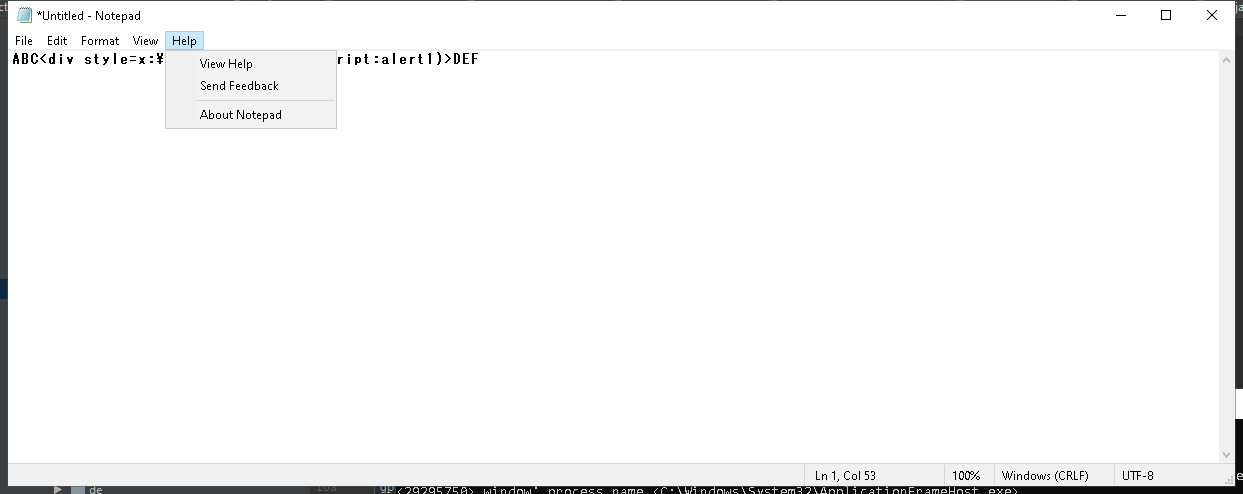 *Untitled - Notepad
File Edit Format View Help
ABC<div style=x:¥ ript:alert1)>DEF
View Help
Send Feedback
About Notepad
Ln 1, Col 53 100% Windows (CRLF) UTF-8
de
<29295750> window' process name <C:\Windows\System32\ApplicationFrameHost.exe>